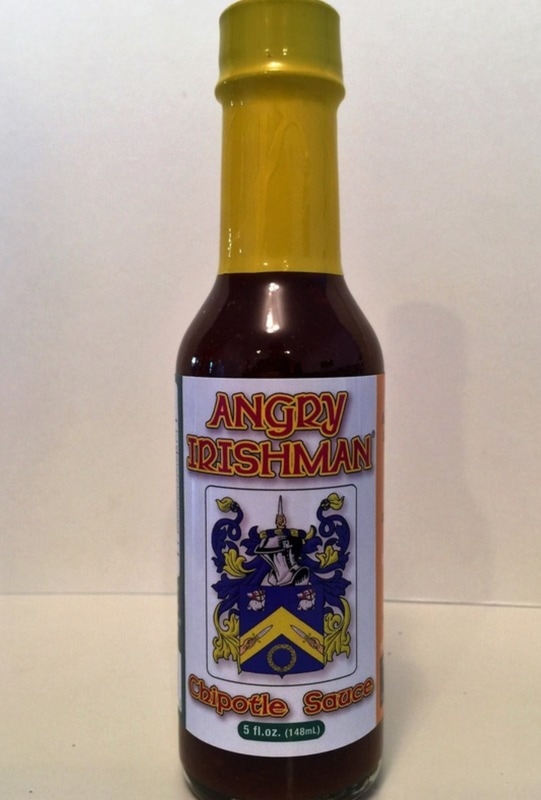 ANGRY
IRISHMAN®
Chipotle Sauce
5 fl.oz. (148mL)